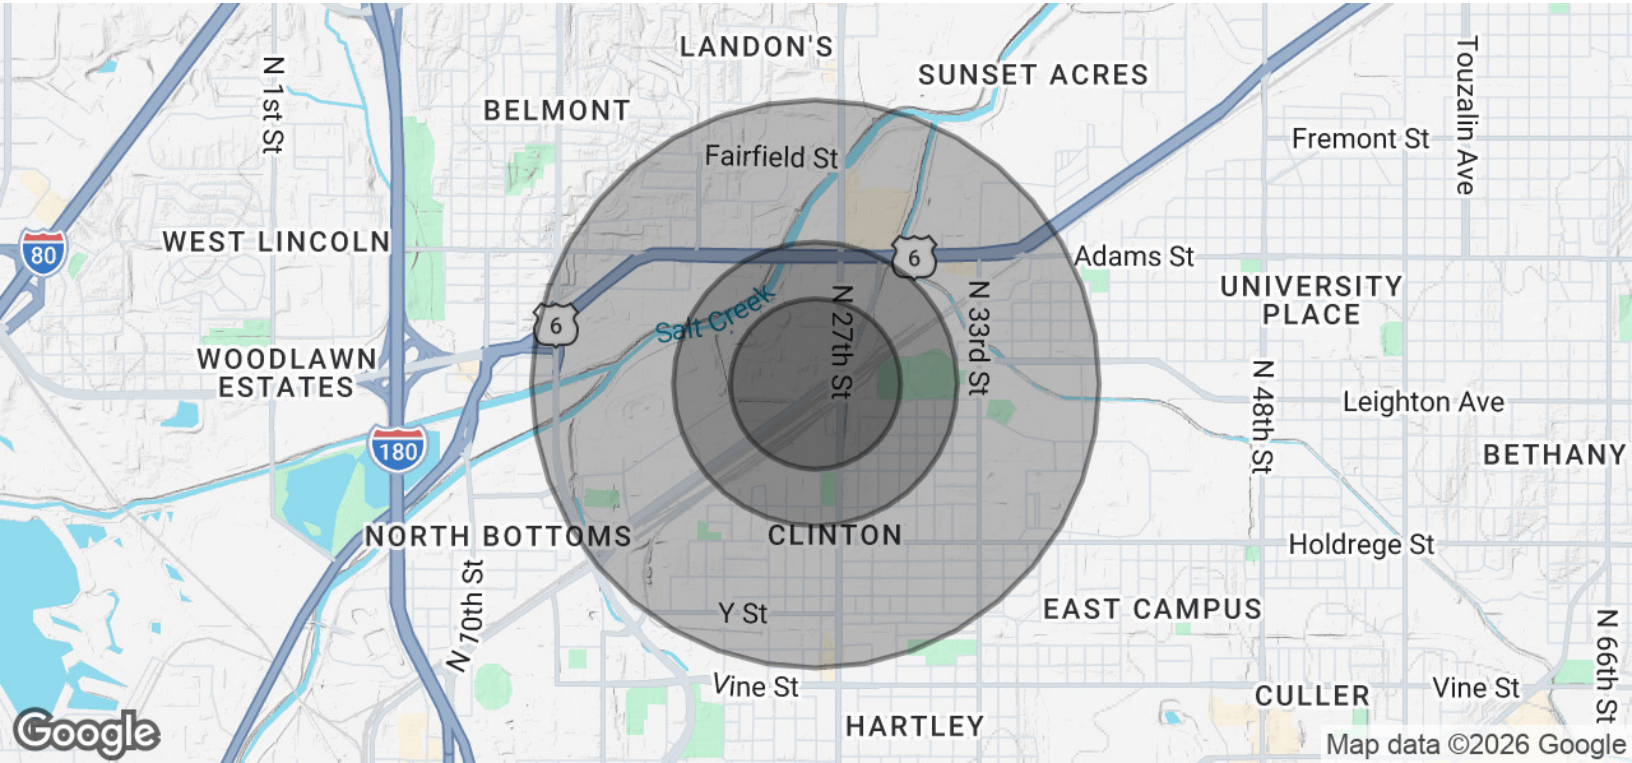 LANDON'S
SUNSET ACRES
Touzalin Ave
N 1st St
BELMONT
Fremont St
Fairfield St
WEST LINCOLN
80
6
Adams St
UNIVERSITY
PLACE
Salt Creek
N 27th St
N 33rd St
6
WOODLAWN
ESTATES
N 48th St
Leighton Ave
180
BETHANY
NORTH BOTTOMS
CLINTON
Holdrege St
N 70th St
Y St
EAST CAMPUS
N 66th St
Vine St
CULLER
Vine St
HARTLEY
Google
Map data ©2026 Google